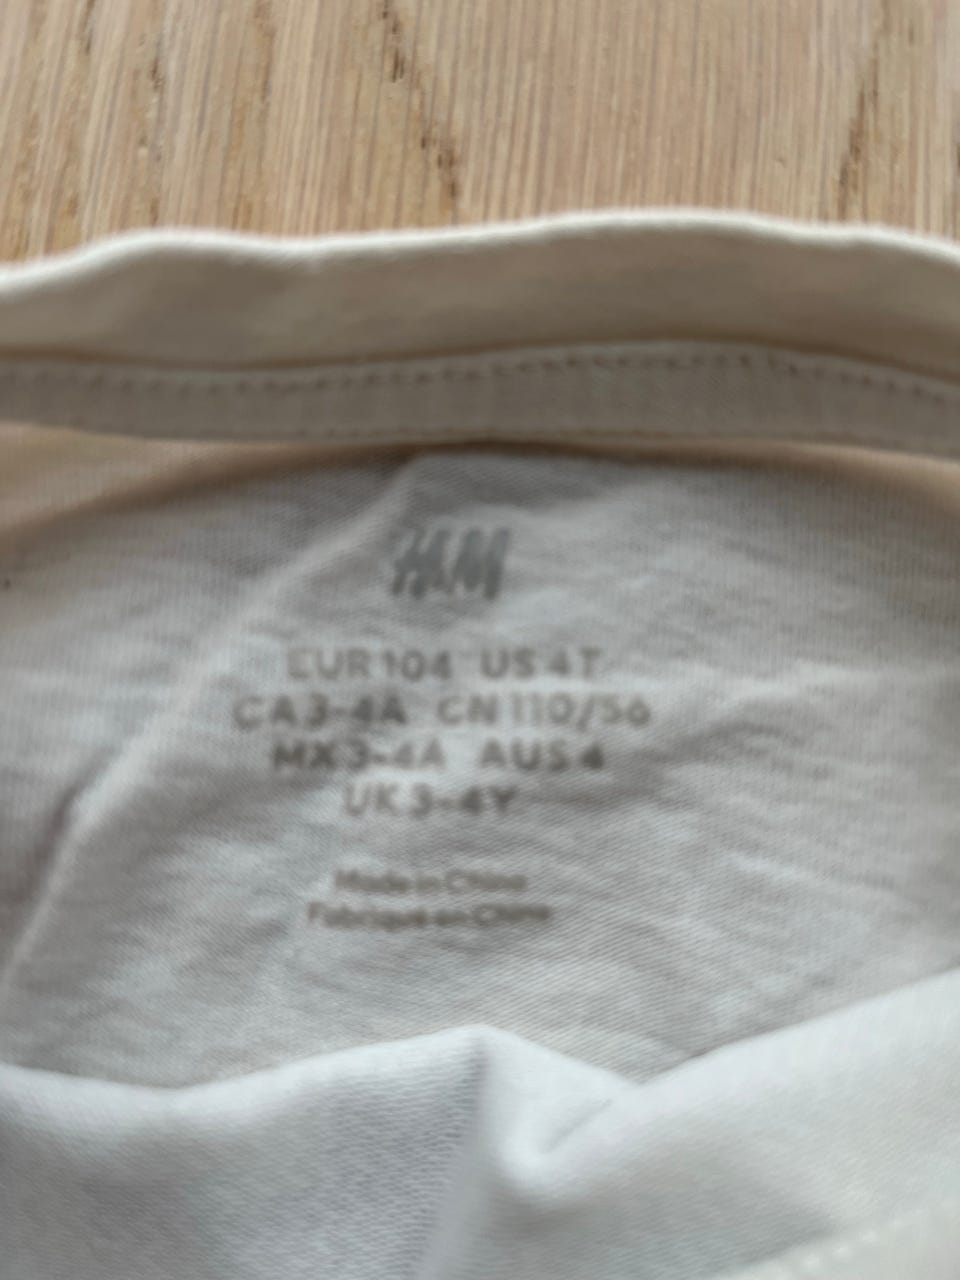 H&M
EUR 104 US 4T
CA 3-4A CN 110/56
MX 3-4A AUS 4
UK 3-4Y
Made in China
Fabriqué en Chine